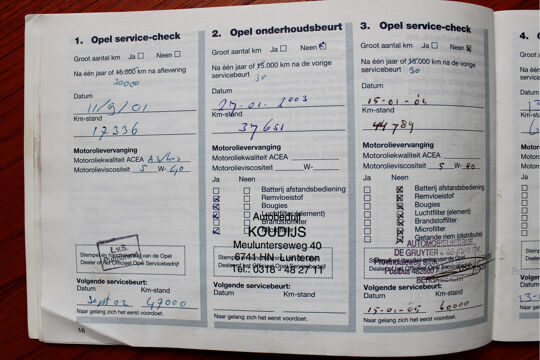 1. Opel service-check
Groot aantal km Ja Neen
Na één jaar of 15.000 km na aflevering
30000
Datum
11/9/01
Km-stand
17336
Motorolievervanging
Motoroliekwaliteit ACEA A3/B3
Motorolieviscositeit 5 W- 40
Stempel en handtekening van de Opel
Dealer of het Officieel Opel Servicebedrijf
Volgende servicebeurt:
Datum Km-stand
Sept 02 47000
Naar gelang zich het eerst voordoet.
16
2. Opel onderhoudsbeurt
Groot aantal km Ja Neen
Na één jaar of 15.000 km na de vorige
servicebeurt 30
Datum
27-01-2003
Km-stand
37651
Motorolievervanging
Motoroliekwaliteit ACEA
Motorolieviscositeit W-
Ja Neen
Batterij afstandsbediening
Remvloeistof
Bougies
Luchtfilter (element)
Autobedrijf
KOUDIJS
Meulunterseweg 40
6741 HN Lunteren
Tel.: 0318 - 48 27 11
Volgende servicebeurt:
Datum Km-stand
Naar gelang zich het eerst voordoet.
3. Opel service-check
Groot aantal km Ja Neen
Na één jaar of 15.000 km na de vorige
servicebeurt 30
Datum
15-01-04
Km-stand
44789
Motorolievervanging
Motoroliekwaliteit ACEA
Motorolieviscositeit 5 W- 40
Ja Neen
Batterij afstandsbediening
Remvloeistof
Bougies
Luchtfilter (element)
Brandstoffilter
Microfilter
Getande riem (distributie)
AUTOMOBIELBEDRIJF
DE GRUYTER
Volgende servicebeurt:
Datum Km-stand
15-01-05 60000
Naar gelang zich het eerst voordoet.
4.